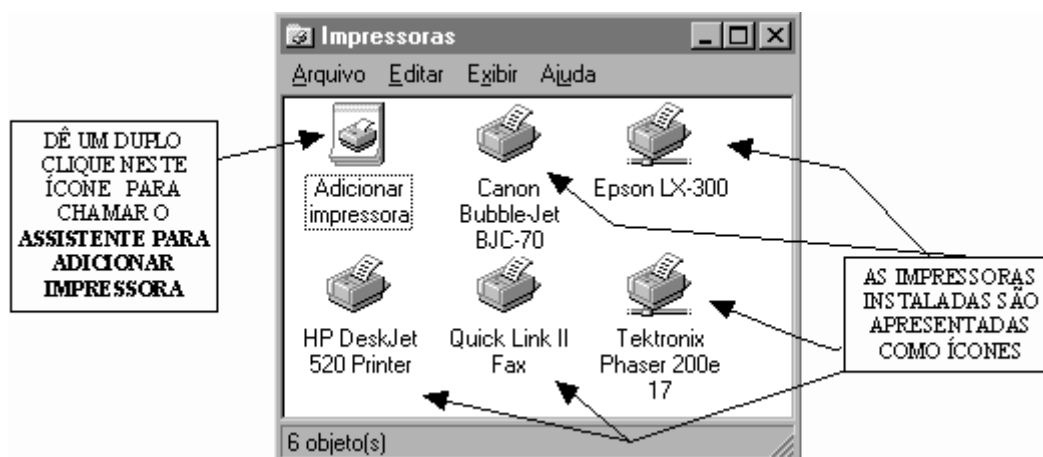 Impressoras
Arquivo Editar Exibir Ajuda
DÊ UM DUPLO
CLIQUE NESTE
ÍCONE PARA
CHAMAR O
ASSISTENTE PARA
ADICIONAR
IMPRESSORA
Adicionar
impressora
Canon
Bubble-Jet
BJC-70
Epson LX-300
HP DeskJet
520 Printer
Quick Link II
Fax
Tektronix
Phaser 200e
17
AS IMPRESSORAS
INSTALADAS SÃO
APRESENTADAS
COMO ÍCONES
6 objeto(s)